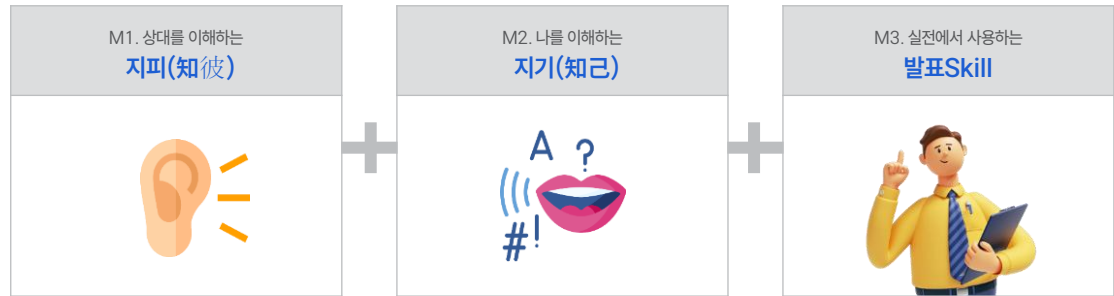 M1. 상대를 이해하는
지피(知彼)
M2. 나를 이해하는
지기(知己)
M3. 실전에서 사용하는
발표Skill
A ?
#!